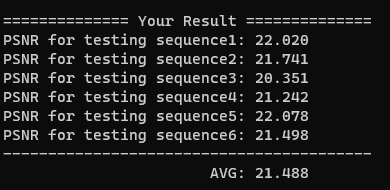 ============== Your Result ==============
PSNR for testing sequence1: 22.020
PSNR for testing sequence2: 21.741
PSNR for testing sequence3: 20.351
PSNR for testing sequence4: 21.242
PSNR for testing sequence5: 22.078
PSNR for testing sequence6: 21.498
-----------------------------------------
AVG: 21.488